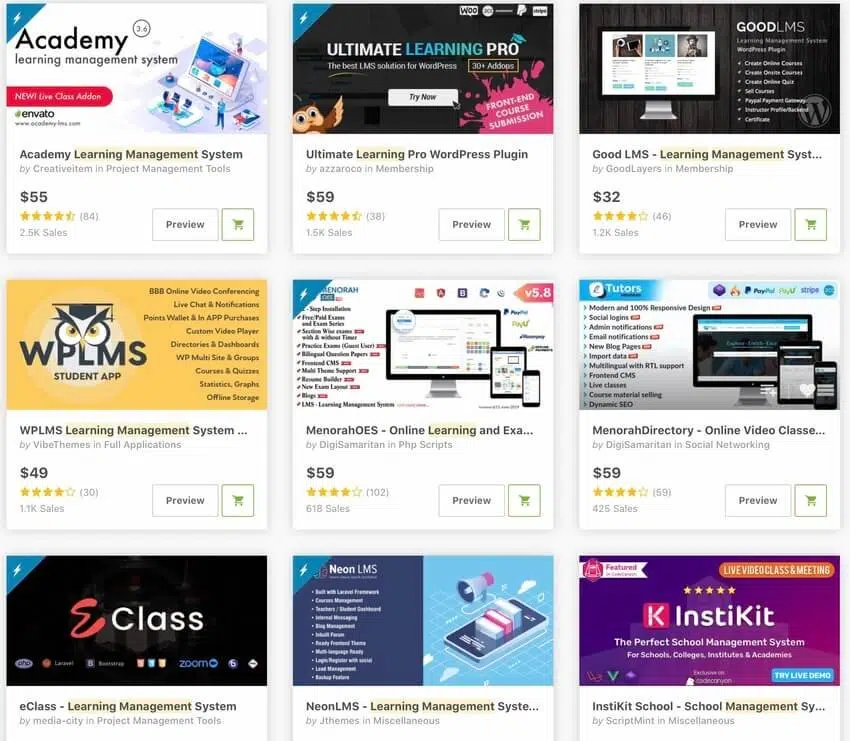 Academy 3.6
learning management system
NEW! Live Class Addon
envato
www.academy-lms.com
Academy Learning Management System
by Creativeitem in Project Management Tools
$55
(84)
2.5K Sales
Preview
WOO PayPal stripe
ULTIMATE LEARNING PRO
The best LMS solution for WordPress 30+ Addops
Try Now
FRONT-END
COURSE
SUBMISSION
Ultimate Learning Pro WordPress Plugin
by azzaroco in Membership
$59
(38)
1.5K Sales
Preview
GOODLMS
Learning Management System
WordPress Plugin
Create Online Courses
Create Onsite Courses
Create Online Quiz
Sell Courses
Paypal Payment Gateway
Instructor Profile/Backend
Certificate
Good LMS - Learning Management Syst...
by GoodLayers in Membership
$32
(46)
1.2K Sales
Preview
WPLMS
STUDENT APP
BBB Online Video Conferencing
Live Chat & Notifications
Points Wallet & In APP Purchases
Custom Video Player
Directories & Dashboards
WP Multi Site & Groups
Courses & Quizzes
Statistics, Graphs
Offline Storage
WPLMS Learning Management System ...
by VibeThemes in Full Applications
$49
(30)
1.1K Sales
Preview
MENORAH
OES
v5.8
- Step Installation
Free/Paid Exams
and Exam Series
Section Wise exams
with & without Timer
Practice Exams (Guest User)
Bilingual Question Papers
Frontend CMS
Multi Theme Support
Resume Builder
New Exam Layout
Blogs
LMS - Learning Management System
PayPal
PayU
MenorahOES - Online Learning and Exa...
by DigiSamaritan in Php Scripts
$59
(102)
618 Sales
Preview
Tutors
PayPal PayU stripe
Modern and 100% Responsive Design
Social logins
Admin notifications
Email notifications
New Blog Pages
Import data
Multilingual with RTL support
Frontend CMS
Live classes
Course material selling
Dynamic SEO
MenorahDirectory - Online Video Classe...
by DigiSamaritan in Social Networking
$59
(59)
425 Sales
Preview
e Class
php Laravel B Bootstrap zoom
eClass - Learning Management System
by media-city in Project Management Tools
Neon LMS
Built with Laravel Framework
Courses Management
Teachers / Student Dashboard
Internal Messaging
Blog Management
Inbuilt Forum
Ready Frontend Theme
Multi-language Ready
Login/Register with social
Lead Management
Backup Feature
NeonLMS - Learning Management Syste...
by Jthemes in Miscellaneous
Featured
in CodeCanyon
LIVE VIDEO CLASS & MEETING
InstiKit
The Perfect School Management System
For Schools, Colleges, Institutes & Academies
Exclusive on
codecanyon
TRY LIVE DEMO
InstiKit School - School Management Sy...
by ScriptMint in Miscellaneous